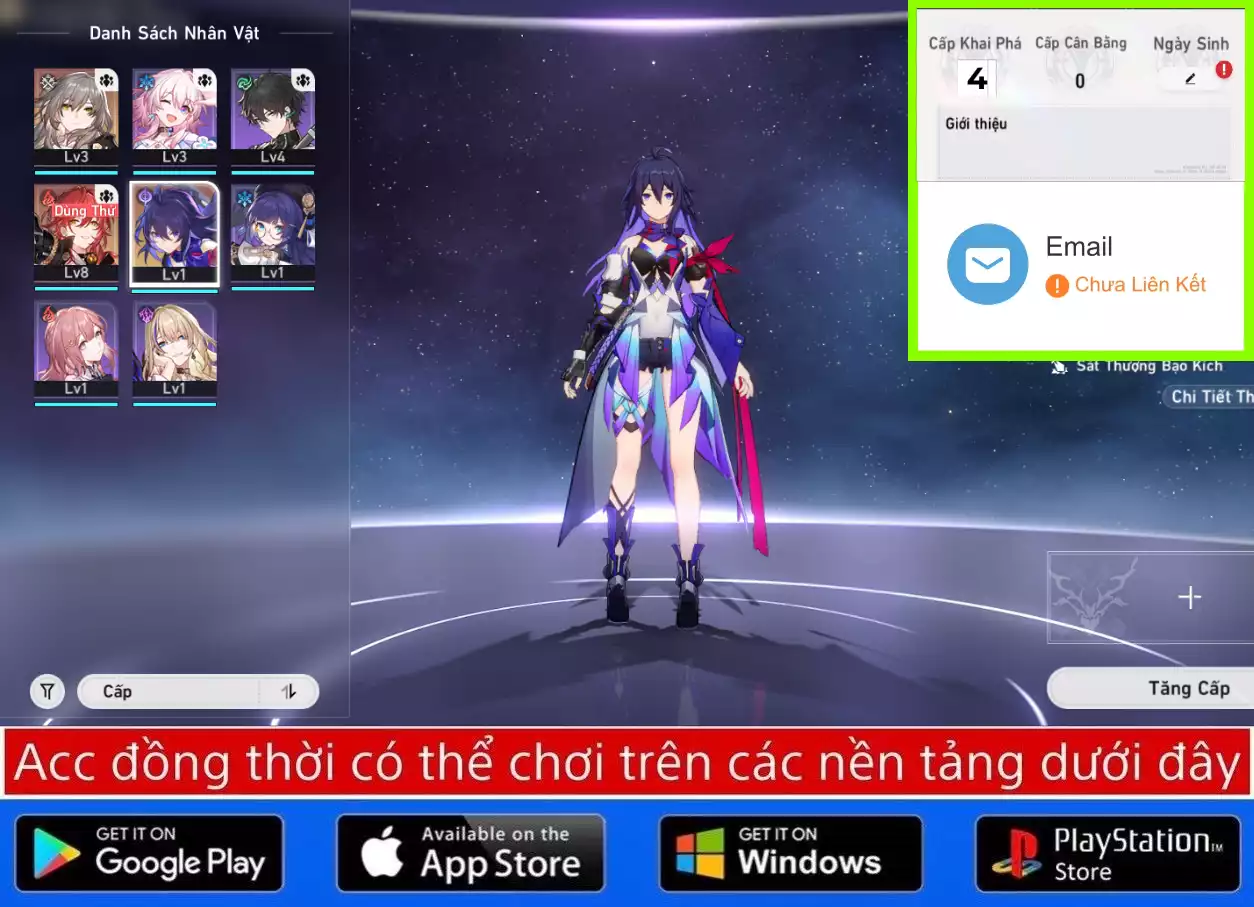 Danh Sách Nhân Vật
Cấp Khai Phá
Cấp Cân Bằng
Ngày Sinh
4
0
Giới thiệu
Lv3
Lv3
Lv4
Dùng Thử
Lv8
Lv1
Lv1
Lv1
Lv1
Email
Chưa Liên Kết
Sát Thương Bạo Kích
Chi Tiết Th
Cấp
Tăng Cấp
Acc đồng thời có thể chơi trên các nền tảng dưới đây
GET IT ON
Google Play
Available on the
App Store
GET IT ON
Windows
PlayStation TM
Store